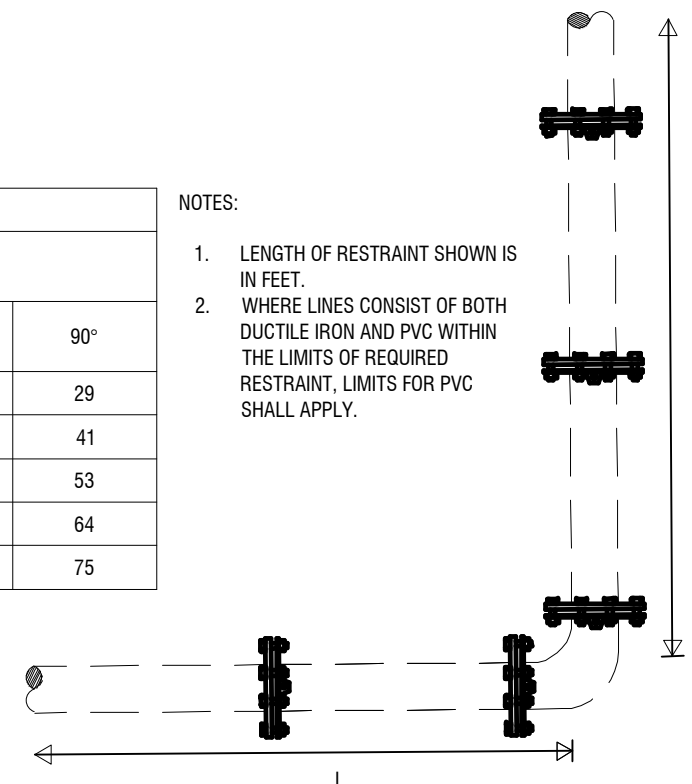 90°
29
41
53
64
75
NOTES:
1. LENGTH OF RESTRAINT SHOWN IS
IN FEET.
2. WHERE LINES CONSIST OF BOTH
DUCTILE IRON AND PVC WITHIN
THE LIMITS OF REQUIRED
RESTRAINT, LIMITS FOR PVC
SHALL APPLY.